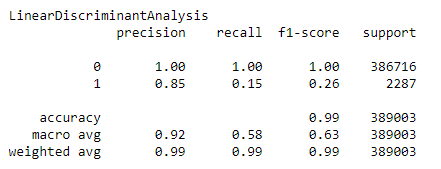 LinearDiscriminantAnalysis
precision recall f1-score support
0 1.00 1.00 1.00 386716
1 0.85 0.15 0.26 2287
accuracy 0.99 389003
macro avg 0.92 0.58 0.63 389003
weighted avg 0.99 0.99 0.99 389003